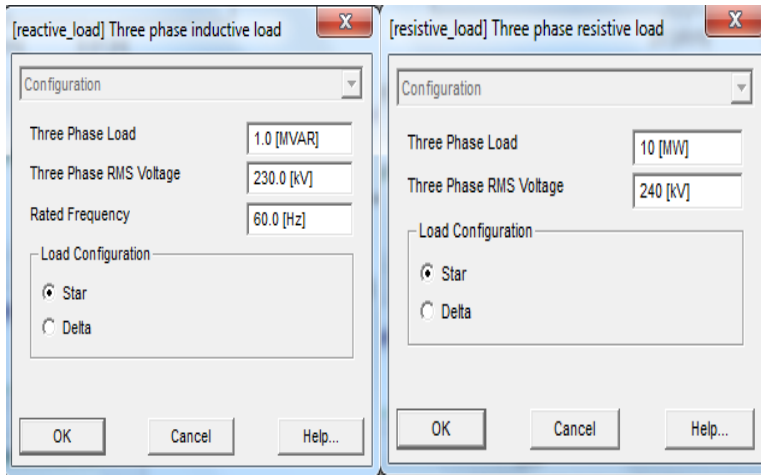 [reactive_load] Three phase inductive load
X
Configuration
Three Phase Load 1.0 [MVAR]
Three Phase RMS Voltage 230.0 [kV]
Rated Frequency 60.0 [Hz]
Load Configuration
Star
Delta
OK Cancel Help...
[resistive_load] Three phase resistive load
X
Configuration
Three Phase Load 10 [MW]
Three Phase RMS Voltage 240 [kV]
Load Configuration
Star
Delta
OK Cancel Help...